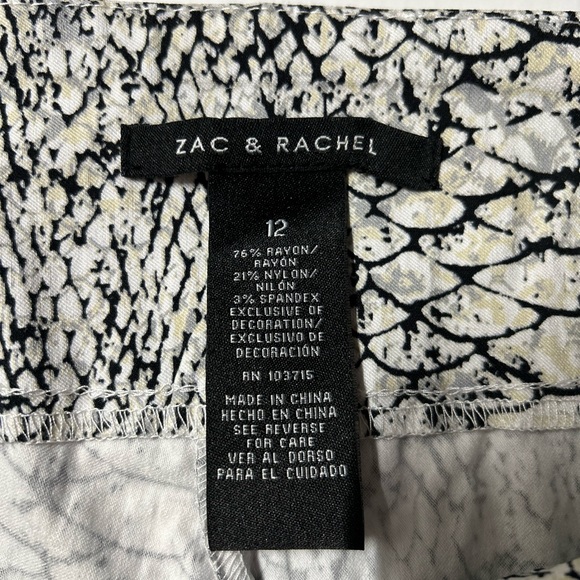 ZAC & RACHEL
12
76% RAYON/
RAYÓN
21% NYLON/
NILÓN
3% SPANDEX
EXCLUSIVE OF
DECORATION/
EXCLUSIVO DE
DECORACIÓN
RN 103715
MADE IN CHINA
HECHO EN CHINA
SEE REVERSE
FOR CARE
VER AL DORSO
PARA EL CUIDADO